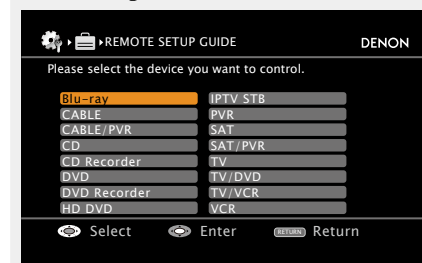 REMOTE SETUP GUIDE DENON
Please select the device you want to control.
Blu-ray IPTV STB
CABLE PVR
CABLE/PVR SAT
CD SAT/PVR
CD Recorder TV
DVD TV/DVD
DVD Recorder TV/VCR
HD DVD VCR
Select Enter RETURN Return